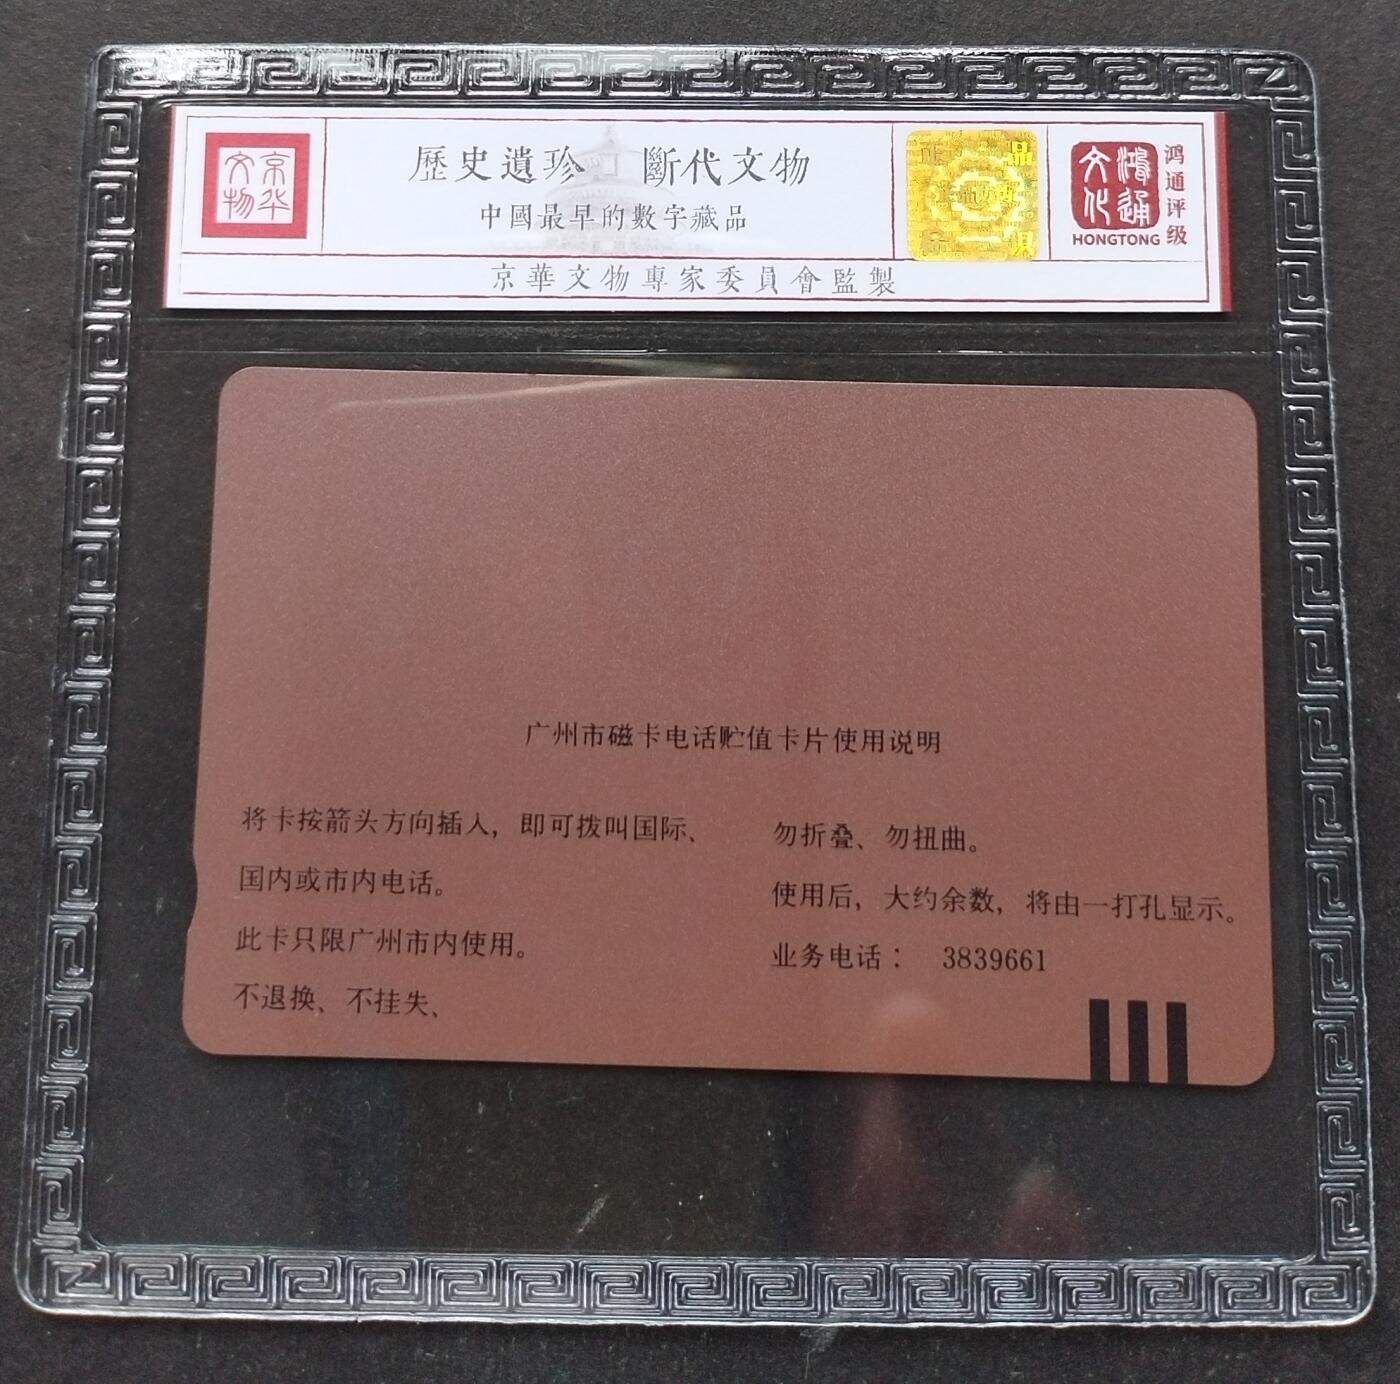 京华
文物
歷史遺珍 斷代文物
中國最早的數字藏品
京華文物專家委員會監製
鴻通
文化
HONGTONG
鸿通评级
广州市磁卡电话贮值卡片使用说明
将卡按箭头方向插人，即可拨叫国际、
国内或市内电话。
此卡只限广州市内使用。
不退换、不挂失、
勿折叠、勿扭曲。
使用后，大约余数，将由一打孔显示。
业务电话： 3839661